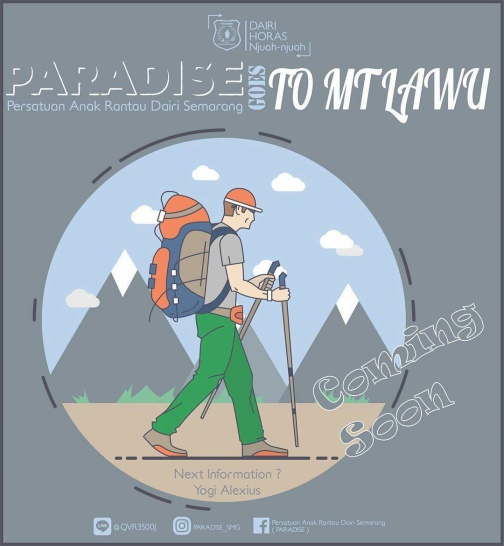 DAIRI
HORAS
Njuah-njuah
PARADISE GOES TO MT LAWU
Persatuan Anak Rantau Dairi Semarang
Coming
Soon
Next Information ?
Yogi Alexius
LINE @QVR3500J
PARADISE_SMG
Persatuan Anak Rantau Dairi Semarang
( PARADISE )